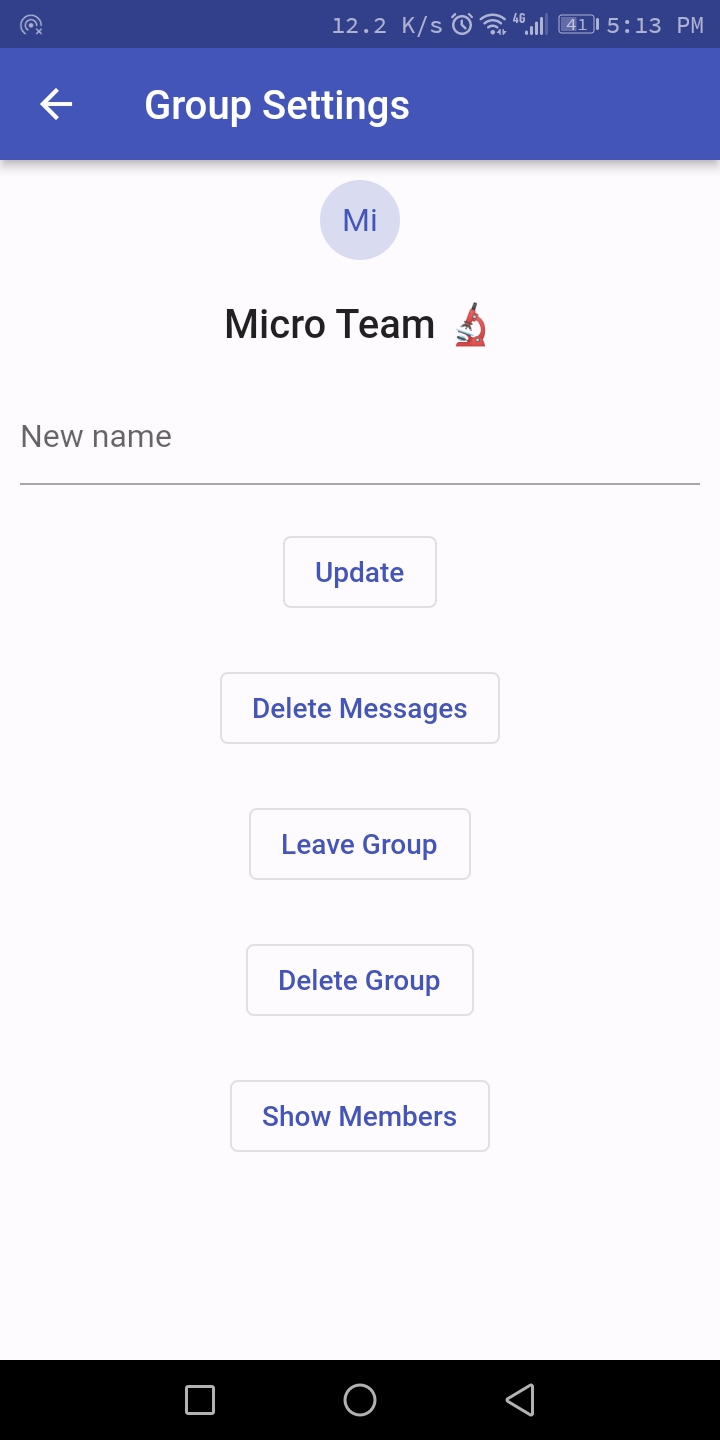 12.2 K/s 4G 41 5:13 PM
Group Settings
Mi
Micro Team 🔬
New name
Update
Delete Messages
Leave Group
Delete Group
Show Members